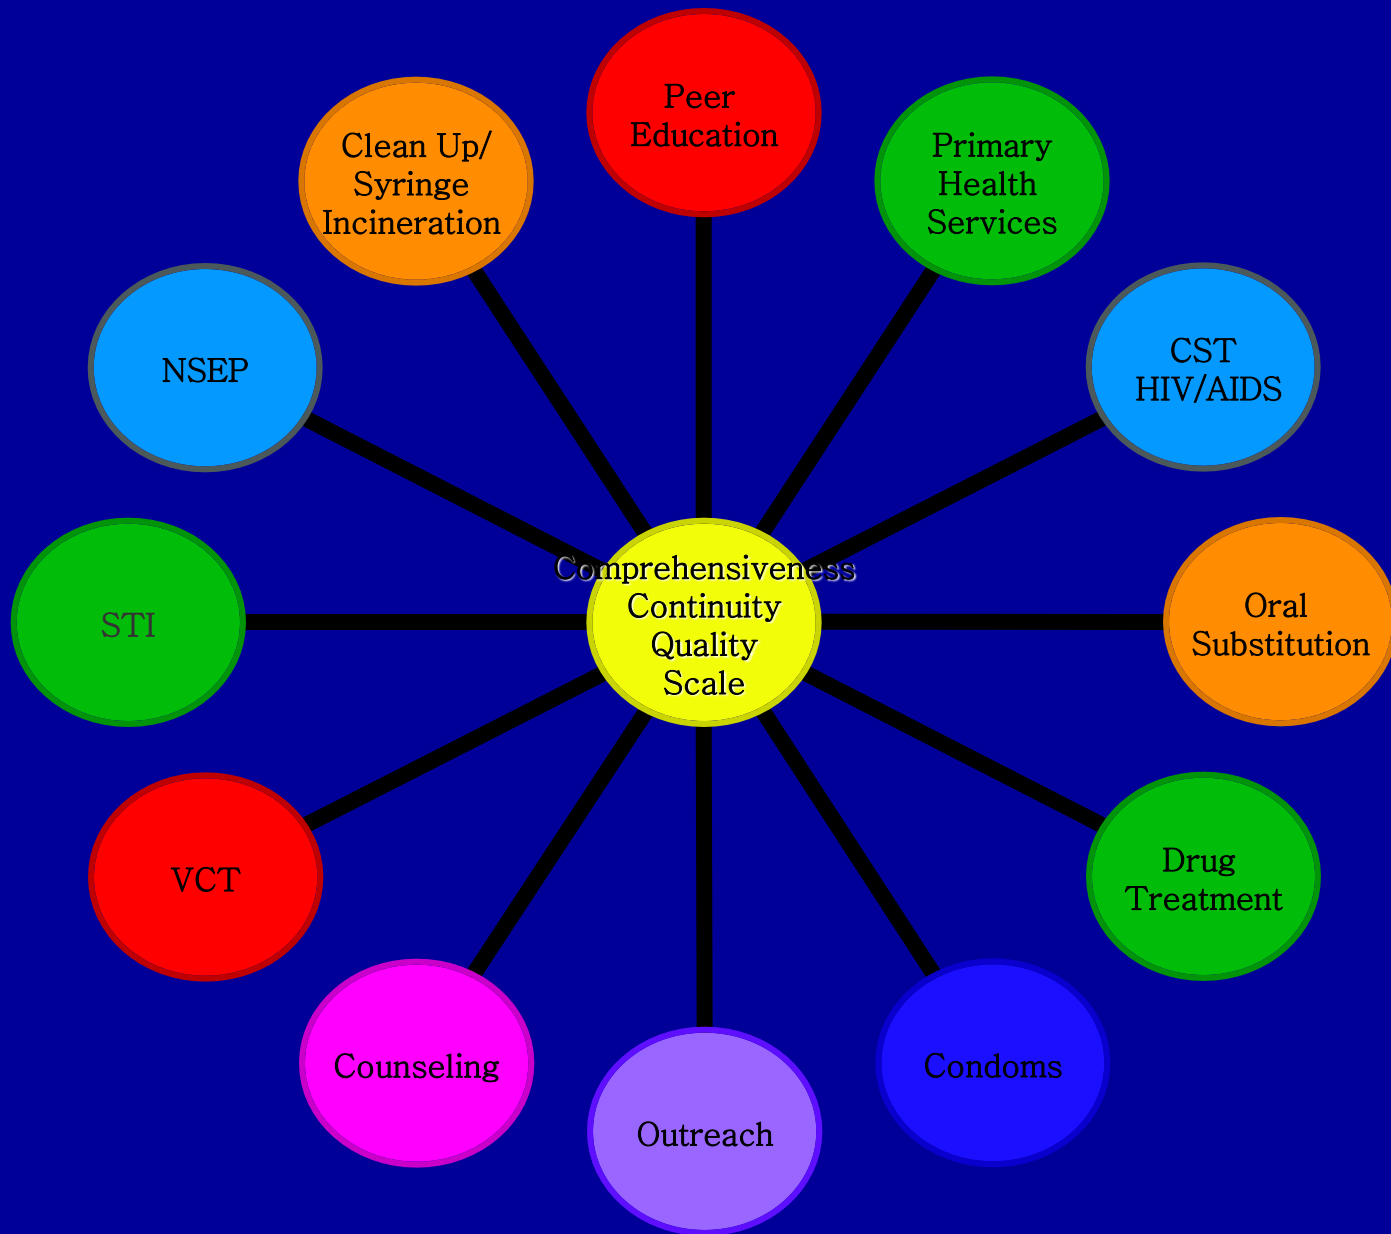 Peer
Education
Clean Up/
Syringe
Incineration
Primary
Health
Services
NSEP
CST
HIV/AIDS
Comprehensiveness
Continuity
Quality
Scale
STI
Oral
Substitution
VCT
Drug
Treatment
Counseling
Condoms
Outreach